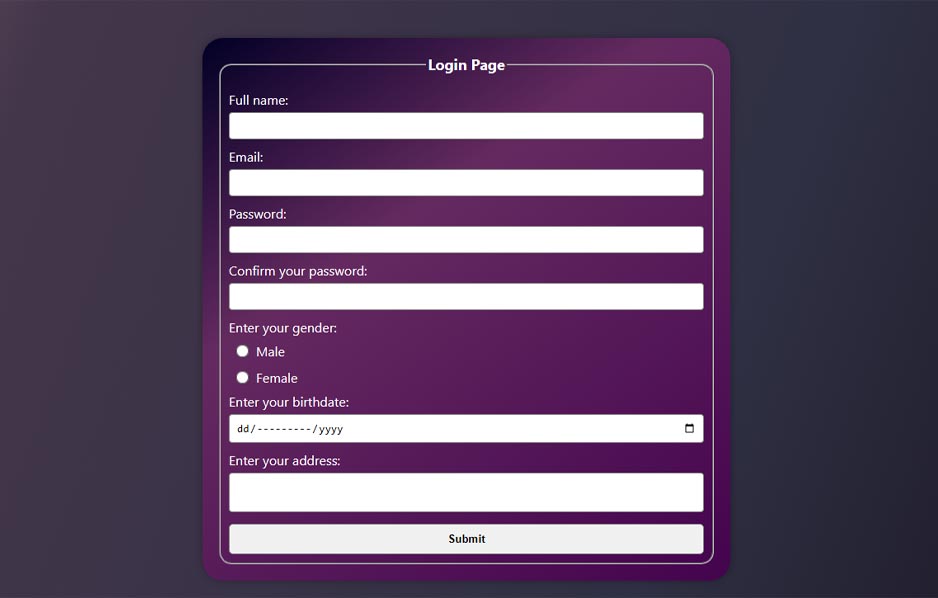 Login Page
Full name:
Email:
Password:
Confirm your password:
Enter your gender:
Male
Female
Enter your birthdate:
dd/---------/yyyy
Enter your address:
Submit